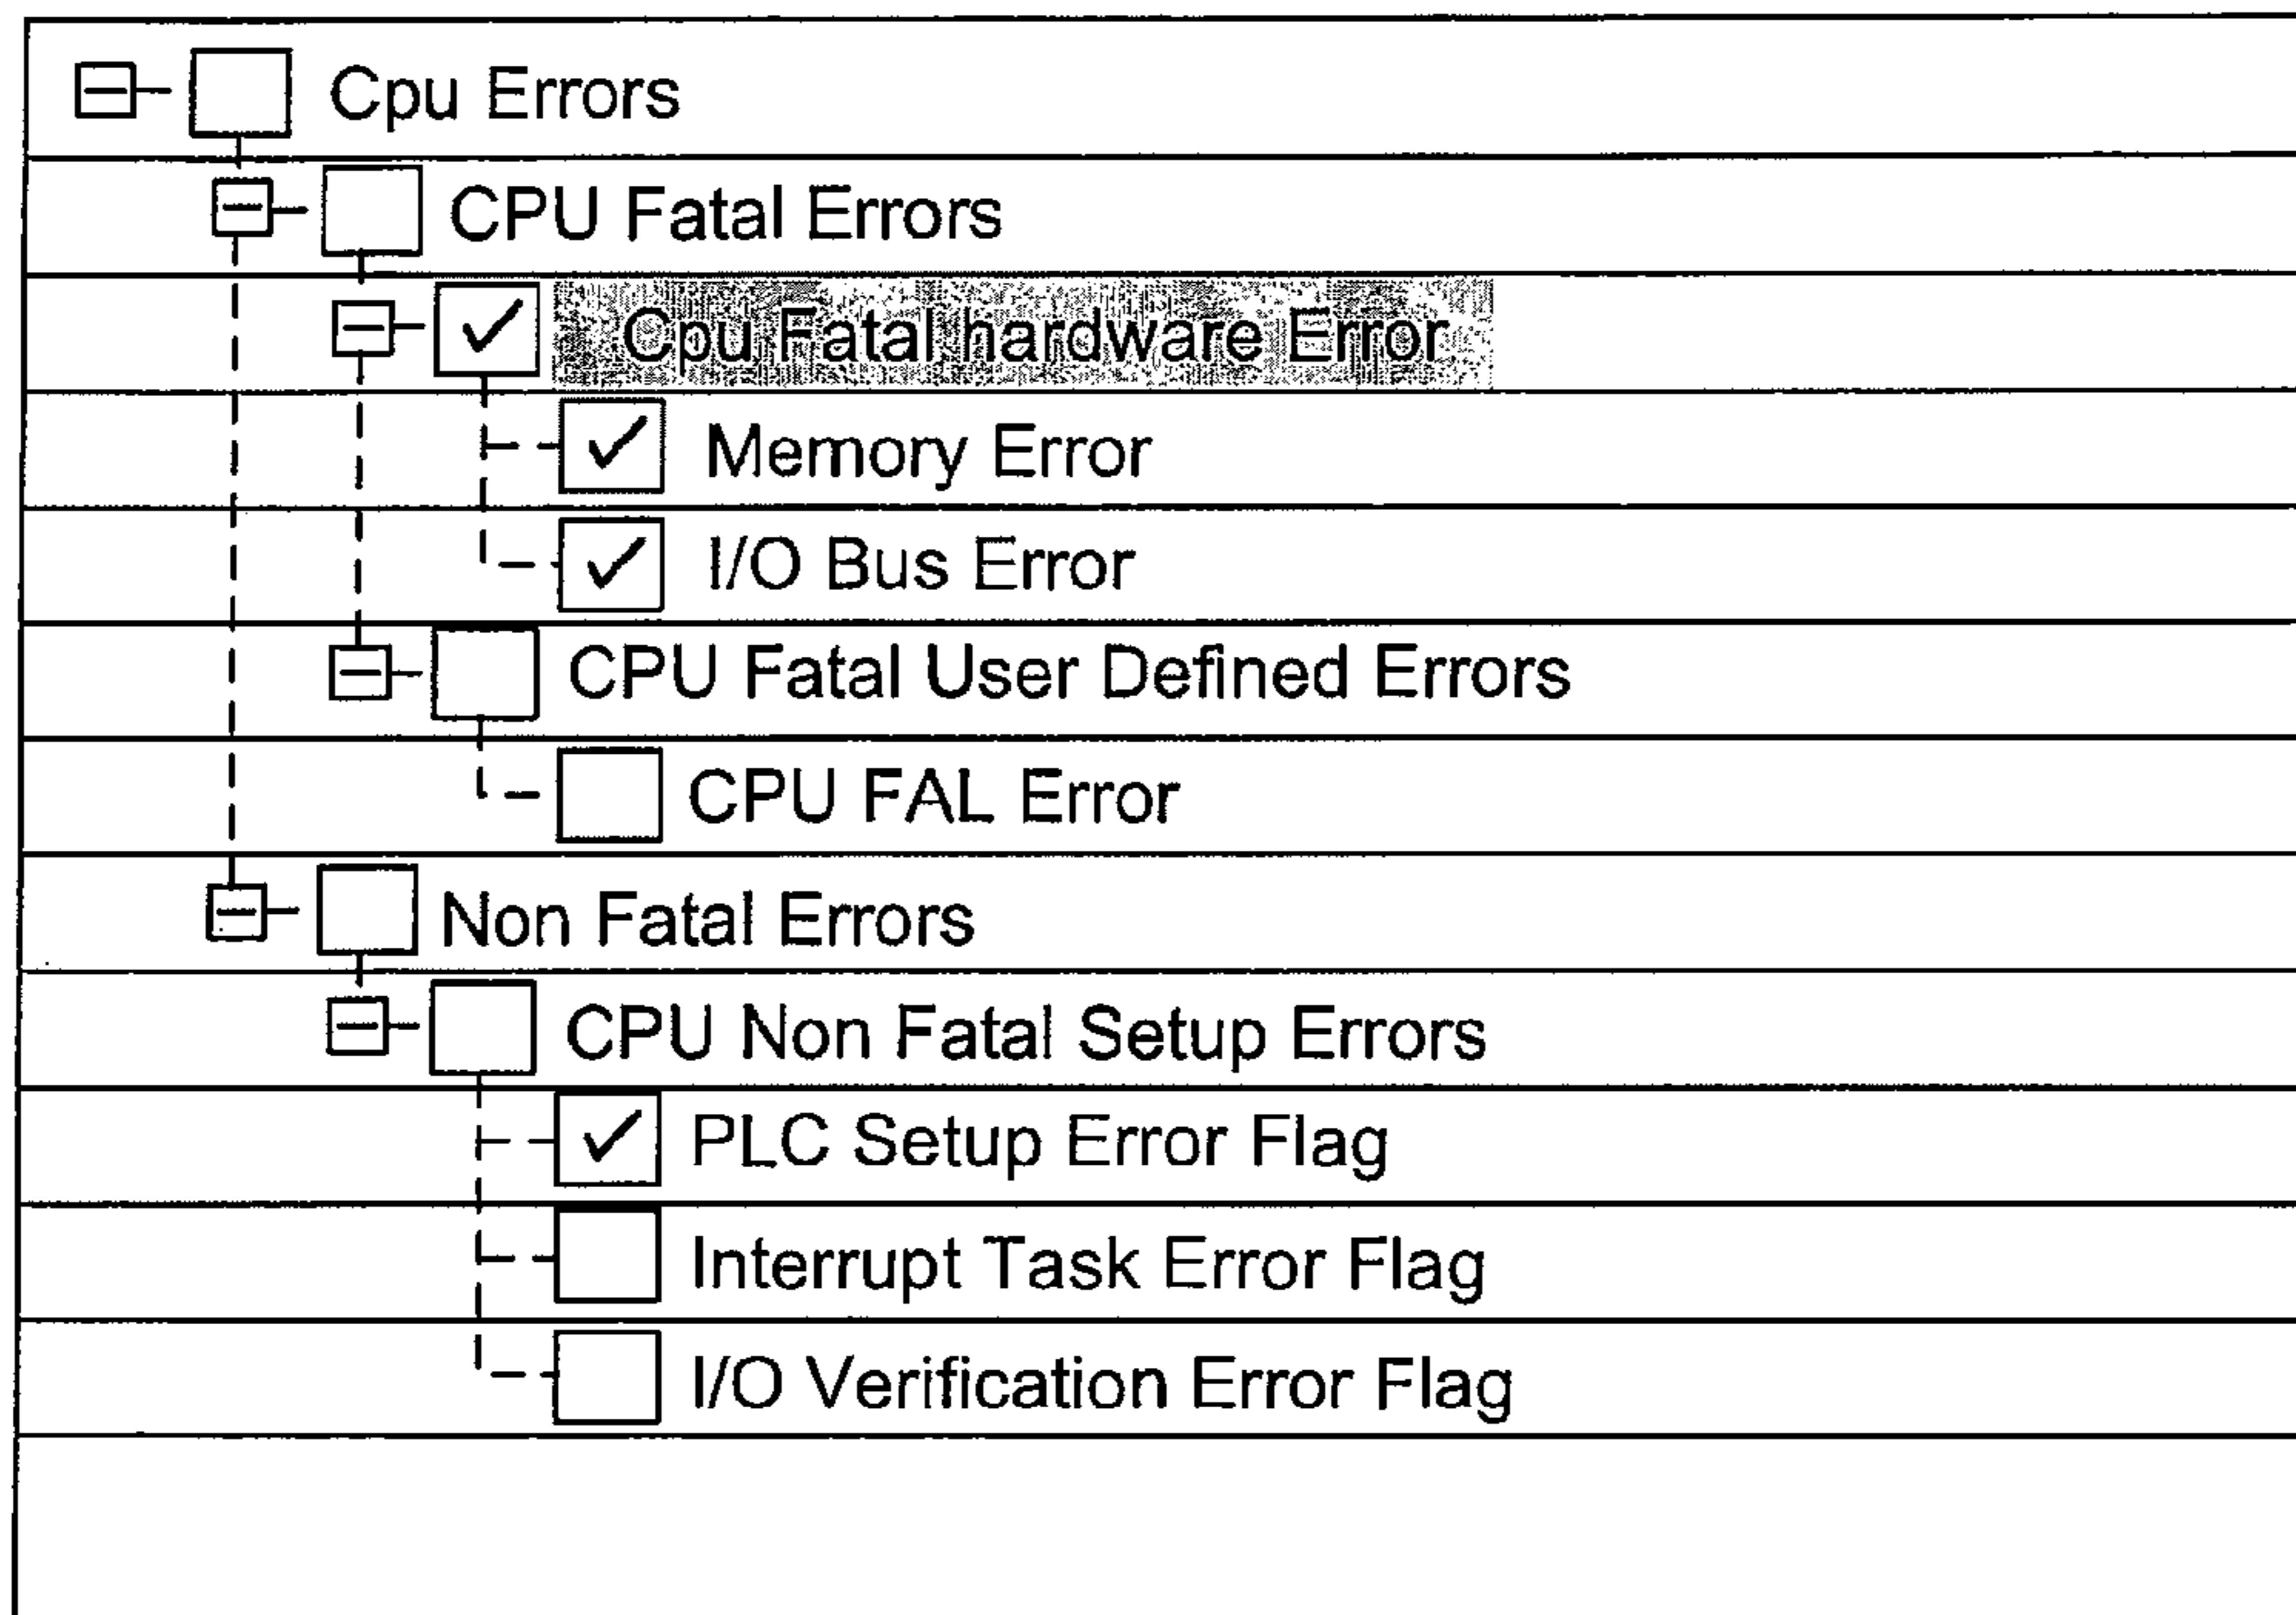 Cpu Errors
CPU Fatal Errors
Cpu Fatal hardware Error
Memory Error
I/O Bus Error
CPU Fatal User Defined Errors
CPU FAL Error
Non Fatal Errors
CPU Non Fatal Setup Errors
PLC Setup Error Flag
Interrupt Task Error Flag
I/O Verification Error Flag